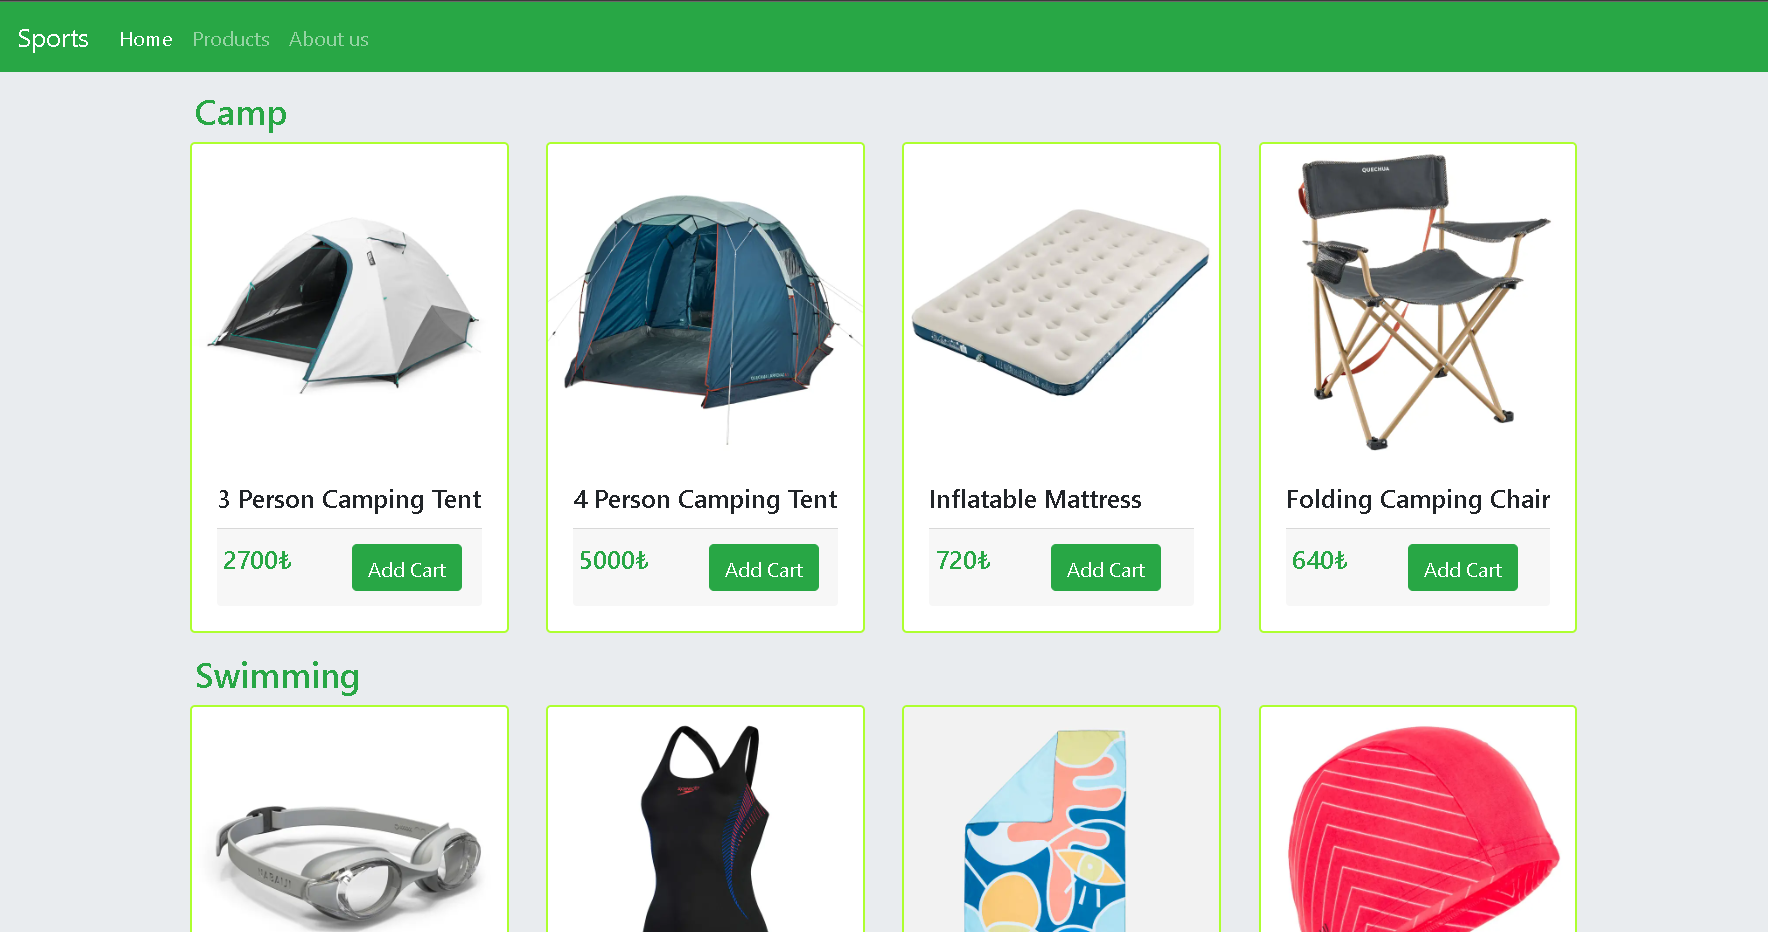 Sports Home Products About us
Camp
QUECHUA
3 Person Camping Tent
4 Person Camping Tent
Inflatable Mattress
Folding Camping Chair
2700₺ Add Cart
5000₺ Add Cart
720₺ Add Cart
640₺ Add Cart
Swimming
speedo